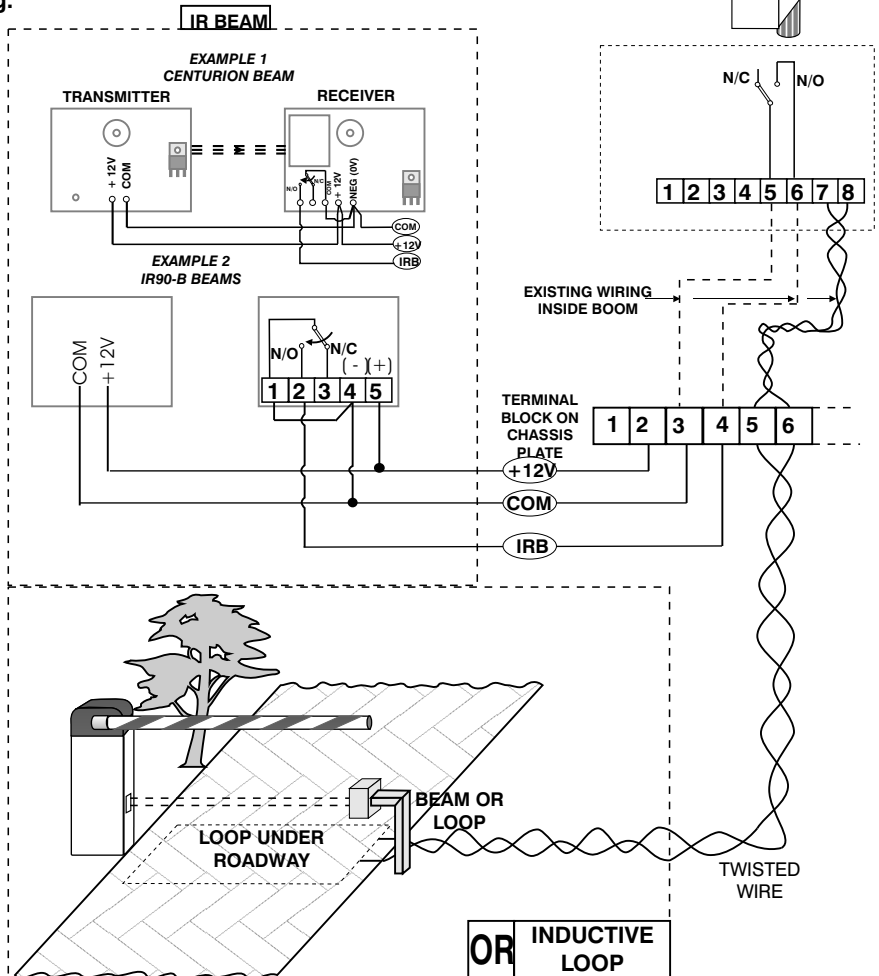 g.
IR BEAM
EXAMPLE 1
CENTURION BEAM
TRANSMITTER
RECEIVER
+ 12V
COM
N/O
N/C
COM
+ 12V
NEG (0V)
COM
+12V
IRB
EXAMPLE 2
IR90-B BEAMS
COM
+12V
N/O
N/C
( - )(+)
1 2 3 4 5
N/C
N/O
1 2 3 4 5 6 7 8
EXISTING WIRING
INSIDE BOOM
TERMINAL
BLOCK ON
CHASSIS
PLATE
1 2 3 4 5 6
+12V
COM
IRB
BEAM OR
LOOP
LOOP UNDER
ROADWAY
TWISTED
WIRE
OR
INDUCTIVE
LOOP